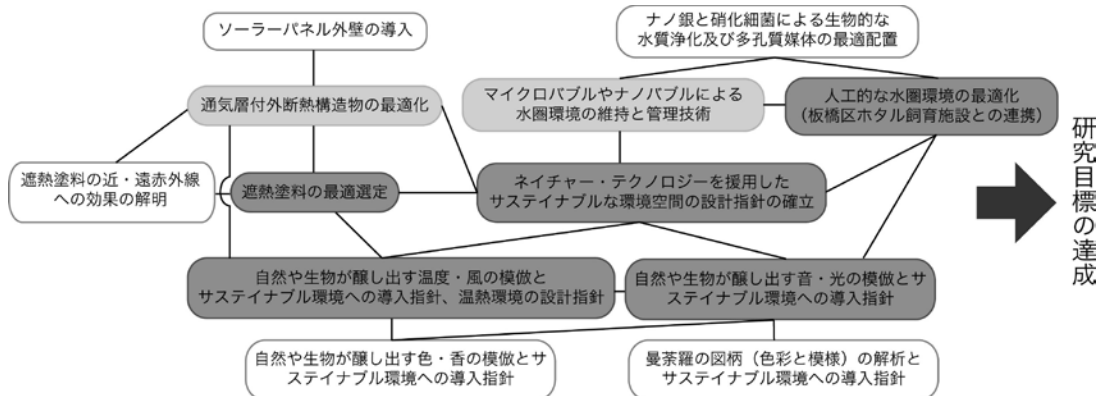 ソーラーパネル外壁の導入
ナノ銀と硝化細菌による生物的な
水質浄化及び多孔質媒体の最適配置
通気層付外断熱構造物の最適化
マイクロバブルやナノバブルによる
水圏環境の維持と管理技術
人工的な水圏環境の最適化
(板橋区ホタル飼育施設との連携)
遮熱塗料の近・遠赤外線
への効果の解明
遮熱塗料の最適選定
ネイチャー・テクノロジーを援用した
サステイナブルな環境空間の設計指針の確立
研究目標の達成
自然や生物が醸し出す温度・風の模倣と
サステイナブル環境への導入指針、温熱環境の設計指針
自然や生物が醸し出す音・光の模倣とサ
ステイナブル環境への導入指針
自然や生物が醸し出す色・香の模倣とサ
ステイナブル環境への導入指針
曼荼羅の図柄（色彩と模様）の解析と
サステイナブル環境への導入指針